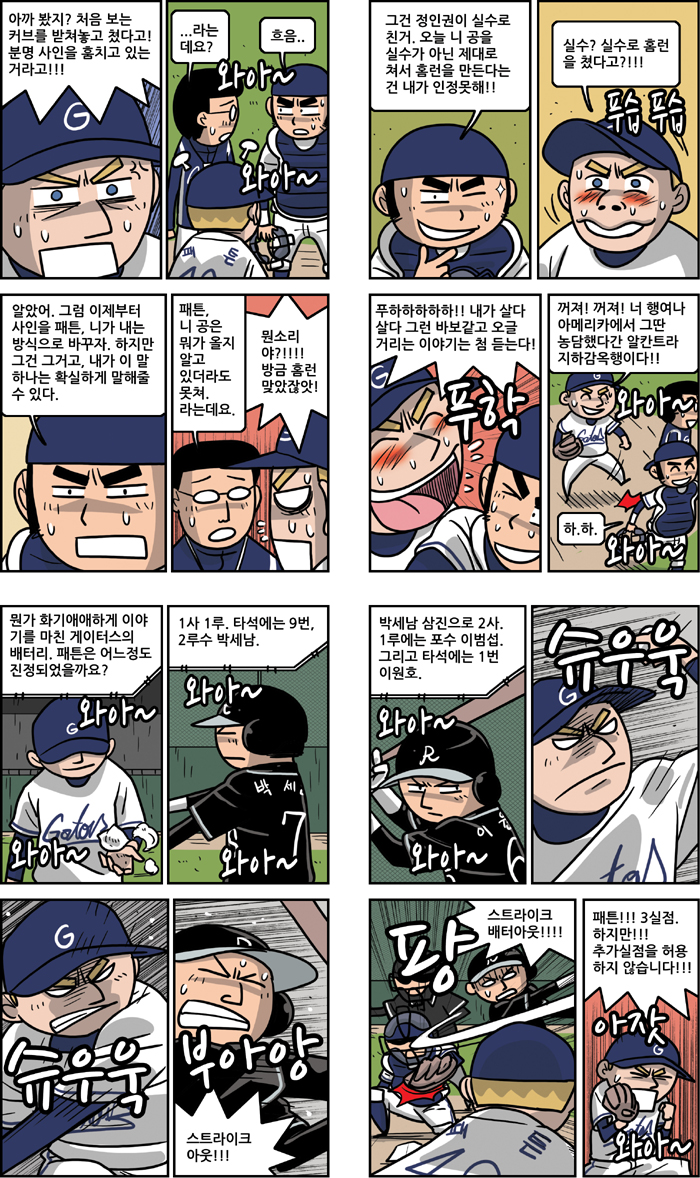 아까 봤지? 처음 보는
커브를 받쳐놓고 쳤다고!
분명 사인을 훔치고 있는
거라고!!!
G
...라는
데요?
흐음..
와아~
와아~
패튼
그건 정인권이 실수로
친거. 오늘 니 공을
실수가 아닌 제대로
쳐서 홈런을 만든다는
건 내가 인정못해!!
실수? 실수로 홈런
을 쳤다고?!!!
푸슙 푸슙
알았어. 그럼 이제부터
사인을 패튼, 니가 내는
방식으로 바꾸자. 하지만
그건 그거고, 내가 이 말
하나는 확실하게 말해줄
수 있다.
패튼,
니 공은
뭐가 올지
알고
있더라도
못쳐.
라는데요.
뭔소리
야?!!!!
방금 홈런
맞았잖앗!
G
푸하하하하하!! 내가 살다
살다 그런 바보같고 오글
거리는 이야기는 첨 듣는다!
G
푸학
꺼져! 꺼져! 너 행여나
아메리카에서 그딴
농담했다간 알칸트라
지하감옥행이다!!
와아~
Gators
하.하.
와아~
뭔가 화기애애하게 이야
기를 마친 게이터스의
배터리. 패튼은 어느정도
진정되었을까요?
G
와아~
Gators
와아~
1사 1루. 타석에는 9번,
2루수 박세남.
와아~
박세
7
와아~
박세남 삼진으로 2사.
1루에는 포수 이범섭.
그리고 타석에는 1번
이원호.
와아~
R
이원
와아~
6
슈우욱
G
G
슈우욱
부아앙
스트라이크
아웃!!!
스트라이크
배터아웃!!!!
팡
패튼
패튼!!! 3실점.
하지만!!!
추가실점을 허용
하지 않습니다!!!
아잣
G
와아~